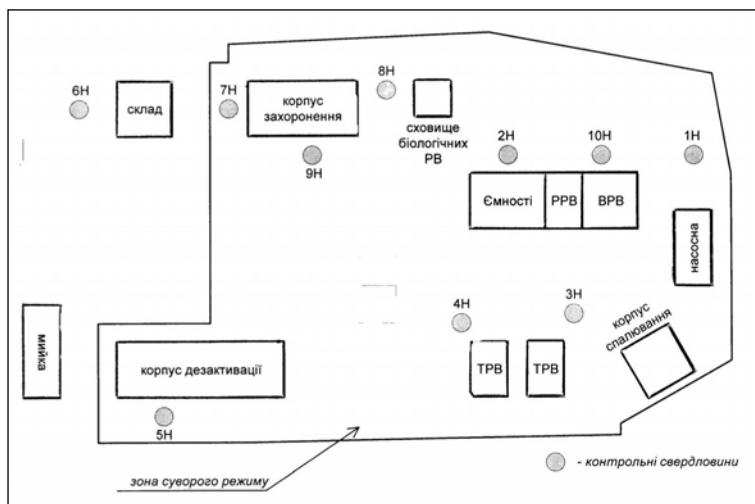 8Н
6Н
7Н
склад
корпус
захоронення
сховище
біологічних
РВ
9Н
2Н
10Н
1Н
Ємності
РРВ
ВРВ
насосна
4Н
3Н
корпус
спалювання
мийка
корпус дезактивації
ТРВ
ТРВ
5Н
зона суворого режиму
- контрольні свердловини